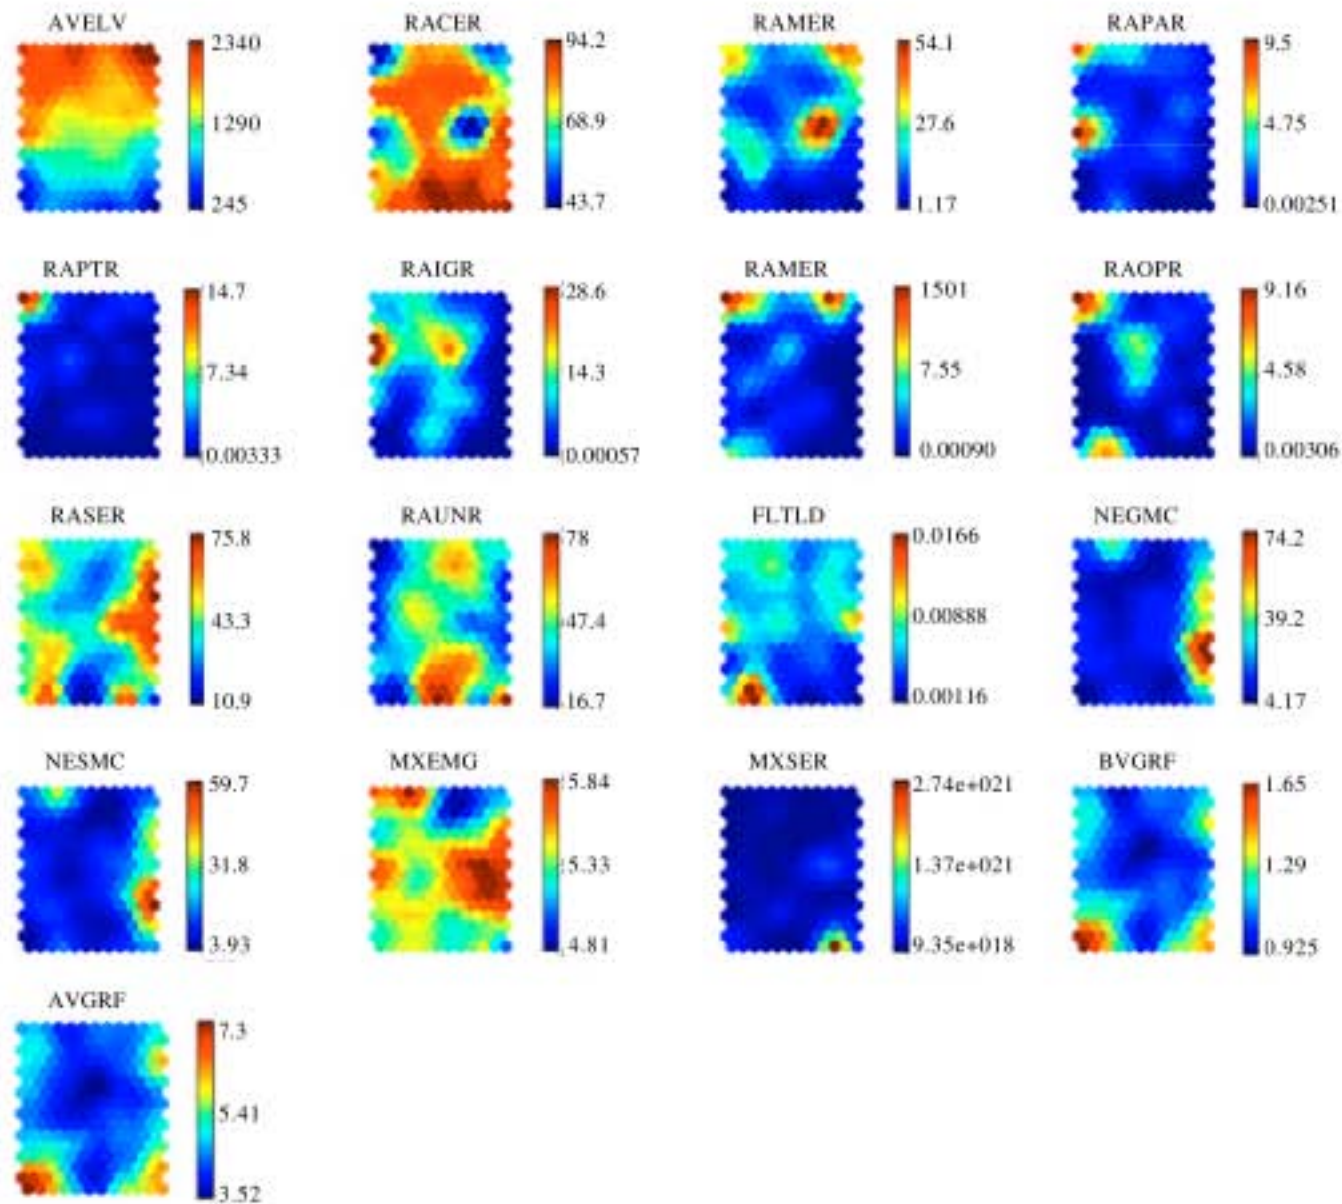 AVELV RACER RAMER RAPAR
2340 94.2 54.1 9.5
1290 68.9 27.6 4.75
245 43.7 1.17 0.00251
RAPTR RAIGR RAMER RAOPR
14.7 28.6 1501 9.16
7.34 14.3 7.55 4.58
0.00333 0.00057 0.00090 0.00306
RASER RAUNR FLTLD NEGMC
75.8 78 0.0166 74.2
43.3 47.4 0.00888 39.2
10.9 16.7 0.00116 4.17
NESMC MXEMG MXSER BVGRF
59.7 5.84 2.74e+021 1.65
31.8 5.33 1.37e+021 1.29
3.93 4.81 9.35e+018 0.925
AVGRF
7.3
5.41
3.52